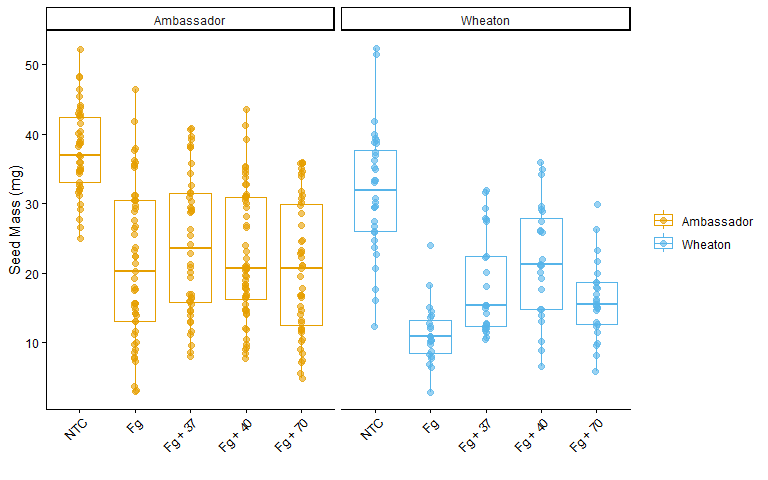 Ambassador
Wheaton
Seed Mass (mg)
50
40
30
20
10
NTC
Fg
Fg + 37
Fg + 40
Fg + 70
NTC
Fg
Fg + 37
Fg + 40
Fg + 70
Ambassador
Wheaton